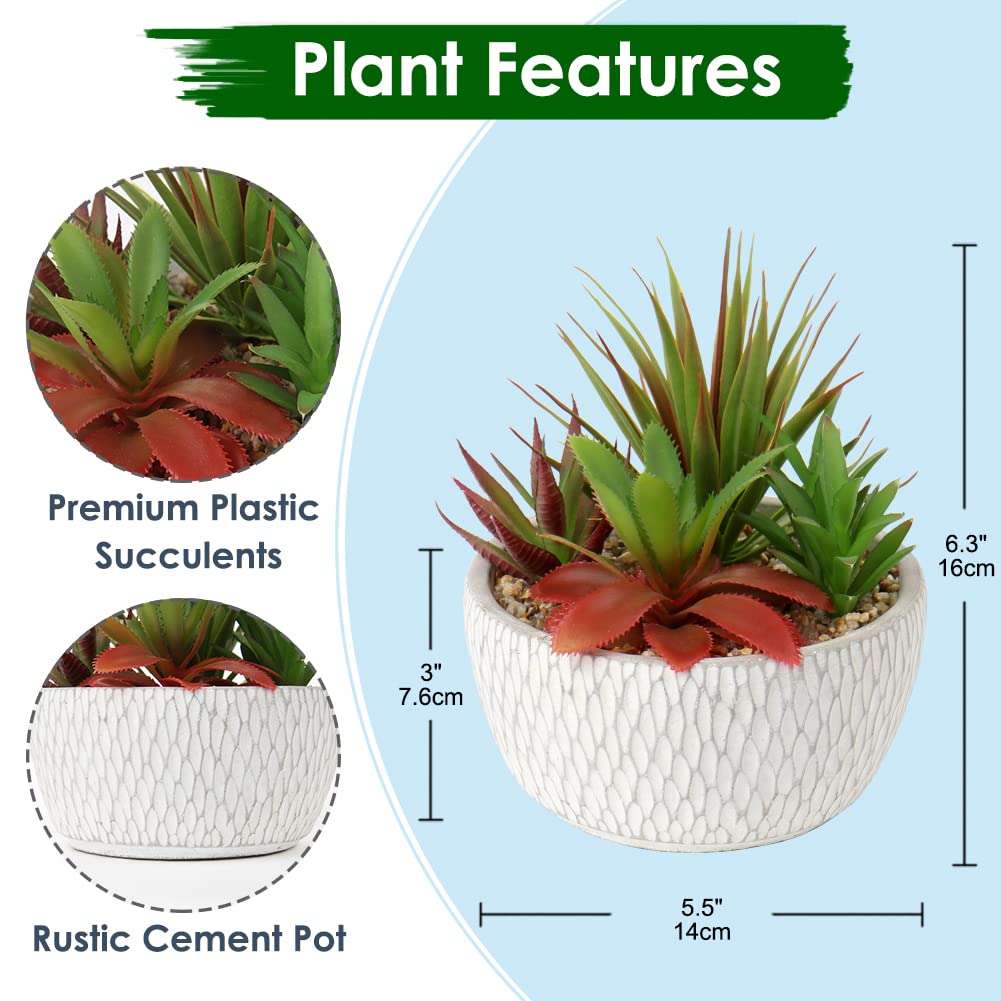 Plant Features
Premium Plastic
Succulents
Rustic Cement Pot
3"
7.6cm
6.3"
16cm
5.5"
14cm